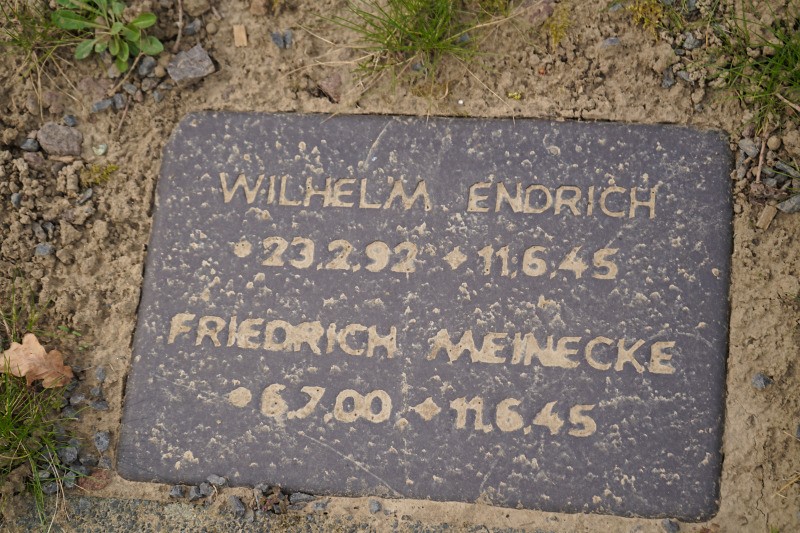 WILHELM ENDRICH
• 23.2.92 ✦ 11.6.45
FRIEDRICH MEINECKE
• 6.7.00 ✦ 11.6.45